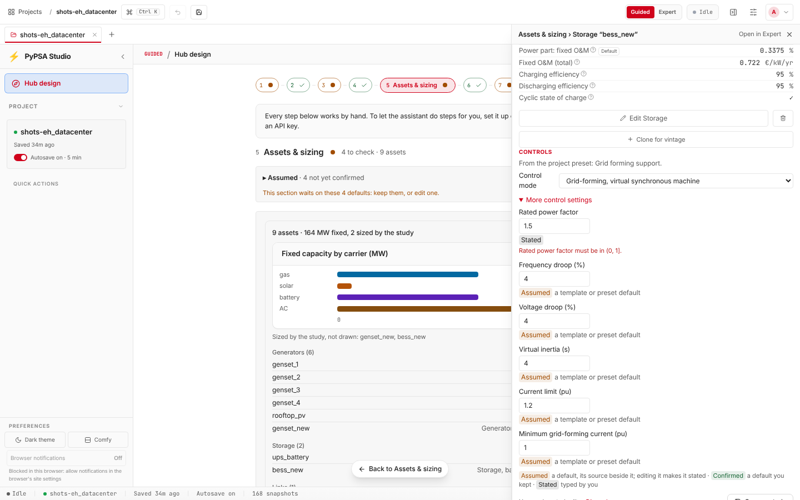 Projects / shots-eh_datacenter
Ctrl K
Guided Expert
Idle
A
shots-eh_datacenter
PyPSA Studio
Hub design
PROJECT
shots-eh_datacenter
Saved 34m ago
Autosave on · 5 min
QUICK ACTIONS
PREFERENCES
Dark theme
Comfy
Browser notifications Off
Blocked in this browser: allow notifications in the
browser's site settings
GUIDED / Hub design
1
2
3
4
5 Assets & sizing
6
7
Every step below works by hand. To let the assistant do steps for you, set it up
an API key.
5 Assets & sizing 4 to check · 9 assets
▸ Assumed · 4 not yet confirmed
This section waits on these 4 defaults: keep them, or edit one.
9 assets · 164 MW fixed, 2 sized by the study
Fixed capacity by carrier (MW)
gas
solar
battery
AC
0
Sized by the study, not drawn: genset_new, bess_new
Generators (6)
genset_1
genset_2
genset_3
genset_4
rooftop_pv
genset_new
Storage (2)
ups_battery
bess_new
Back to Assets & sizing
Assets & sizing › Storage “bess_new”
Open in Expert
Power part: fixed O&M Default 0.3375 %
Fixed O&M (total) 0.722 €/kW/yr
Charging efficiency 95 %
Discharging efficiency 95 %
Cyclic state of charge ✓
Edit Storage
+ Clone for vintage
CONTROLS
From the project preset: Grid forming support.
Control mode
Grid-forming, virtual synchronous machine
▾ More control settings
Rated power factor
1.5
Stated
Rated power factor must be in (0, 1].
Frequency droop (%)
4
Assumed a template or preset default
Voltage droop (%)
4
Assumed a template or preset default
Virtual inertia (s)
4
Assumed a template or preset default
Current limit (pu)
1.2
Assumed a template or preset default
Minimum grid-forming current (pu)
1
Assumed a template or preset default
Assumed a default, its source beside it; editing it makes it stated · Confirmed a default you
kept · Stated typed by you
Idle
shots-eh_datacenter
Saved 34m ago
Autosave on
168 snapshots